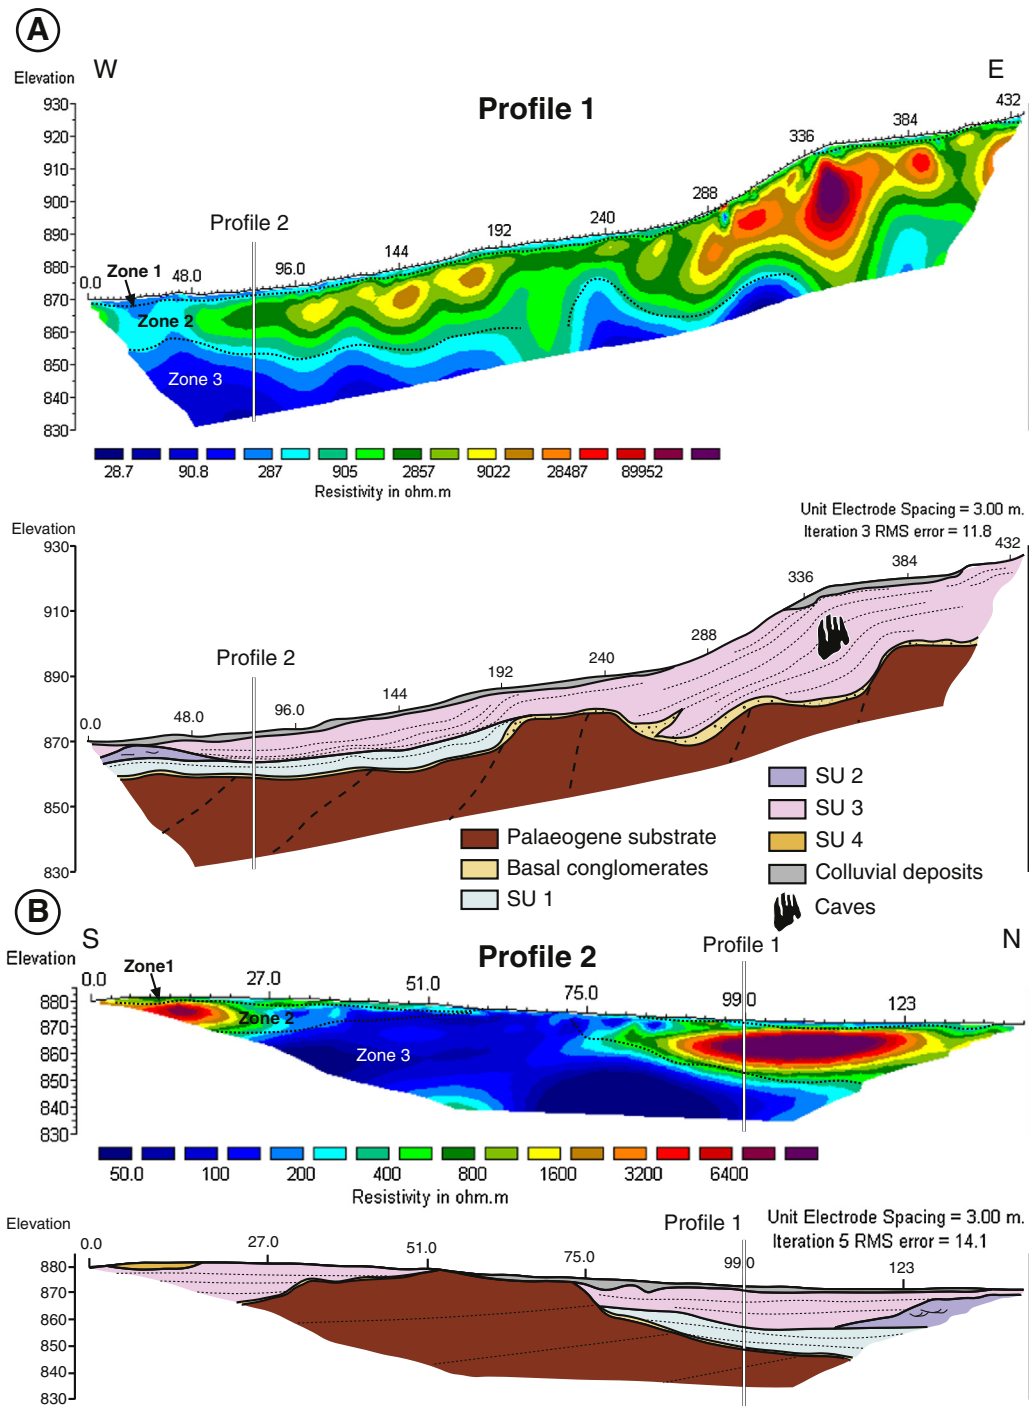 A
W
E
Elevation
Profile 1
930
920
910
900
890
880
870
860
850
840
830
432
384
336
288
240
192
144
96.0
48.0
0.0
Profile 2
Zone 1
Zone 2
Zone 3
28.7 90.8 287 905 2857 9022 28487 89952
Resistivity in ohm.m
Unit Electrode Spacing = 3.00 m.
Iteration 3 RMS error = 11.8
Elevation
930
910
890
870
850
830
432
384
336
288
240
192
144
96.0
48.0
0.0
Profile 2
Palaeogene substrate
Basal conglomerates
SU 1
SU 2
SU 3
SU 4
Colluvial deposits
Caves
B
S
N
Elevation
Profile 2
Profile 1
Zone1
0.0 27.0 51.0 75.0 99.0 123
880
870
860
850
840
830
Zone 2
Zone 3
50.0 100 200 400 800 1600 3200 6400
Resistivity in ohm.m
Elevation
Profile 1
Unit Electrode Spacing = 3.00 m.
Iteration 5 RMS error = 14.1
0.0 27.0 51.0 75.0 99.0 123
880
870
860
850
840
830